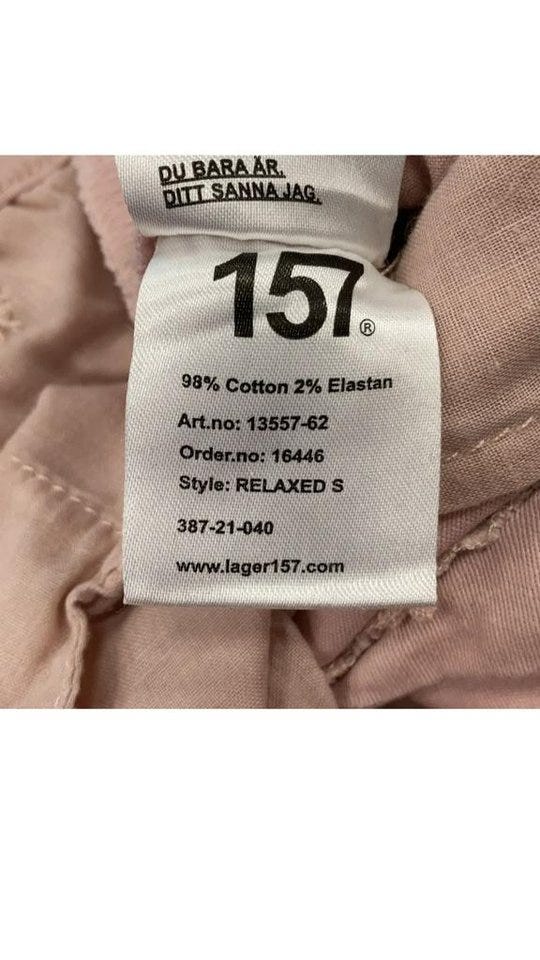 DU BARA ÄR.
DITT SANNA JAG.
157®
98% Cotton 2% Elastan
Art.no: 13557-62
Order.no: 16446
Style: RELAXED S
387-21-040
www.lager157.com